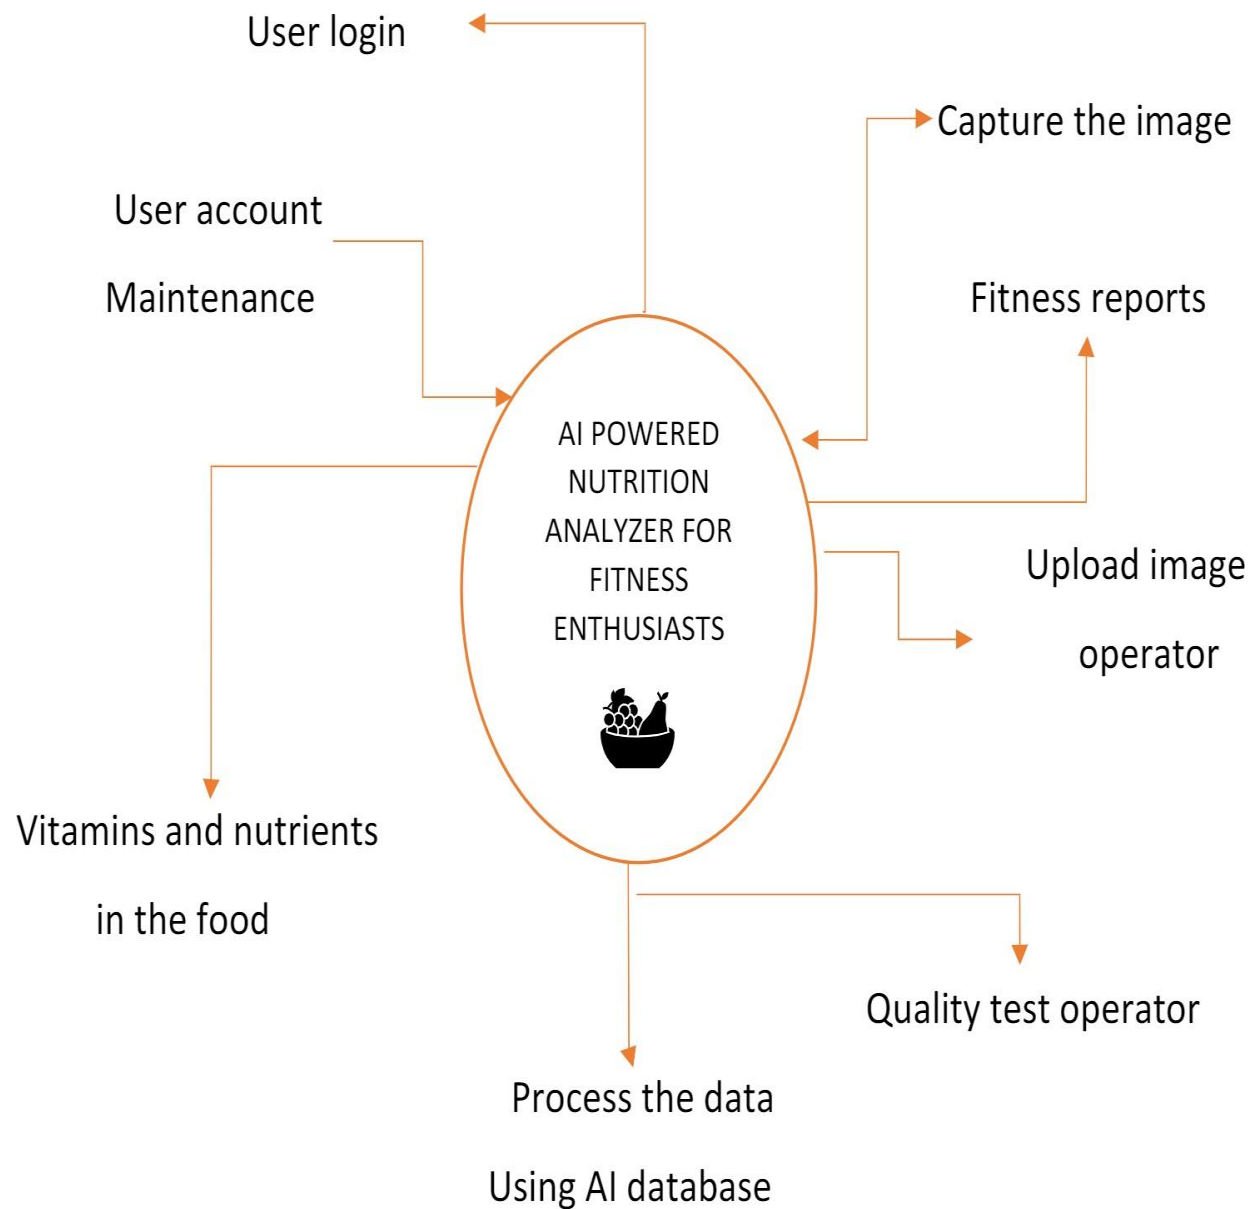 User login
Capture the image
User account
Maintenance
Fitness reports
AI POWERED
NUTRITION
ANALYZER FOR
FITNESS
ENTHUSIASTS
Upload image
operator
Vitamins and nutrients
in the food
Quality test operator
Process the data
Using AI database